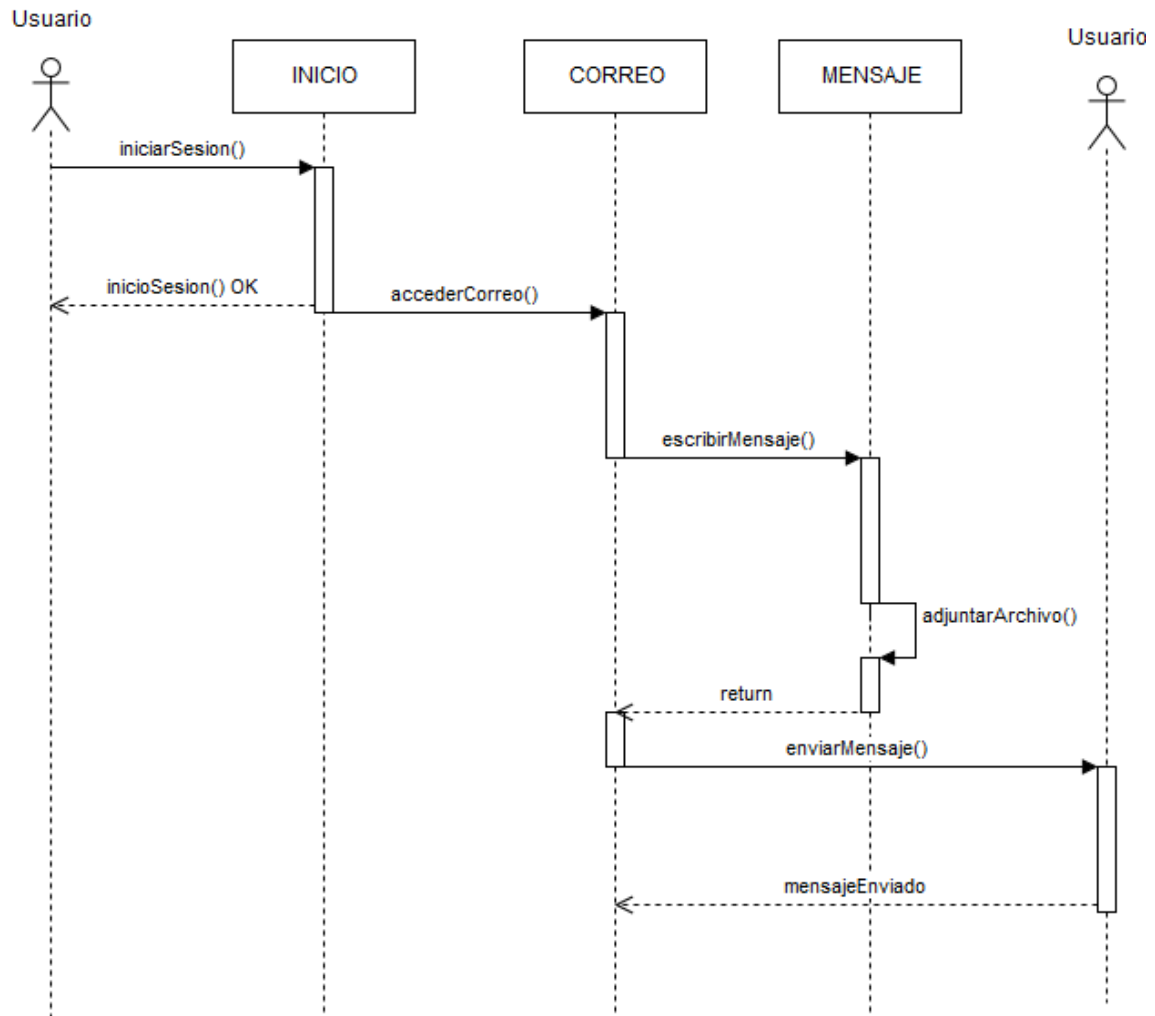 Usuario
Usuario
INICIO
CORREO
MENSAJE
iniciarSesion()
inicioSesion() OK
accederCorreo()
escribirMensaje()
adjuntarArchivo()
return
enviarMensaje()
mensajeEnviado